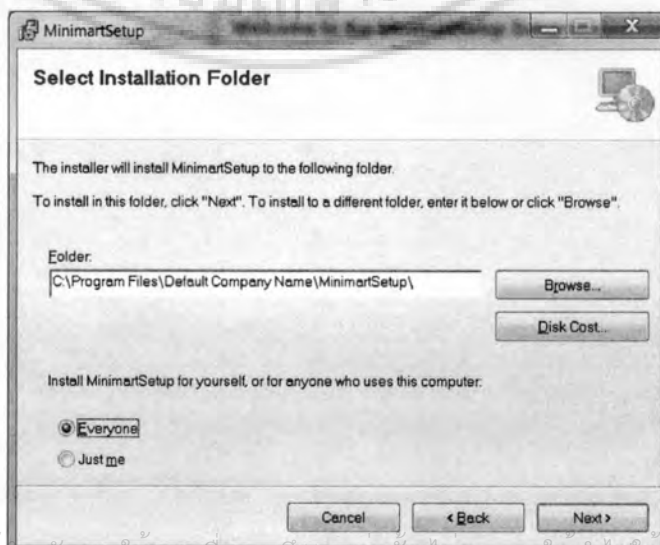 MinimartSetup
Select Installation Folder
The installer will install MinimartSetup to the following folder.
To install in this folder, click "Next". To install to a different folder, enter it below or click "Browse".
Folder:
C:\Program Files\Default Company Name\MinimartSetup\
Browse...
Disk Cost...
Install MinimartSetup for yourself, or for anyone who uses this computer:
Everyone
Just me
Cancel
< Back
Next >